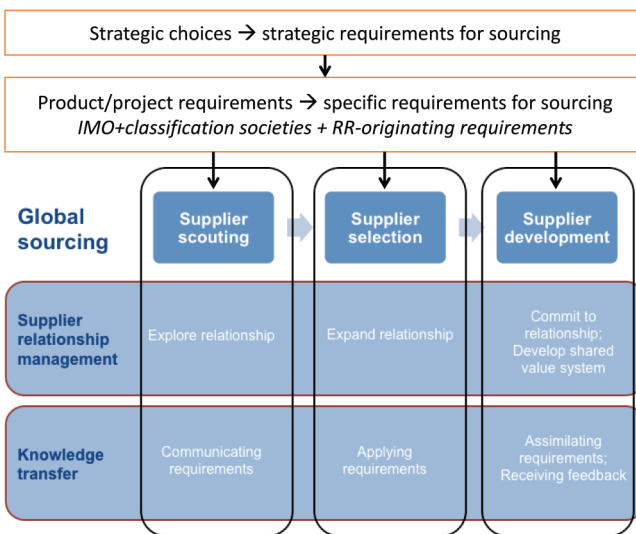 Strategic choices → strategic requirements for sourcing
Product/project requirements → specific requirements for sourcing
IMO+classification societies + RR-originating requirements
Global
sourcing
Supplier
scouting
Supplier
selection
Supplier
development
Supplier
relationship
management
Explore relationship
Expand relationship
Commit to
relationship;
Develop shared
value system
Knowledge
transfer
Communicating
requirements
Applying
requirements
Assimilating
requirements;
Receiving feedback